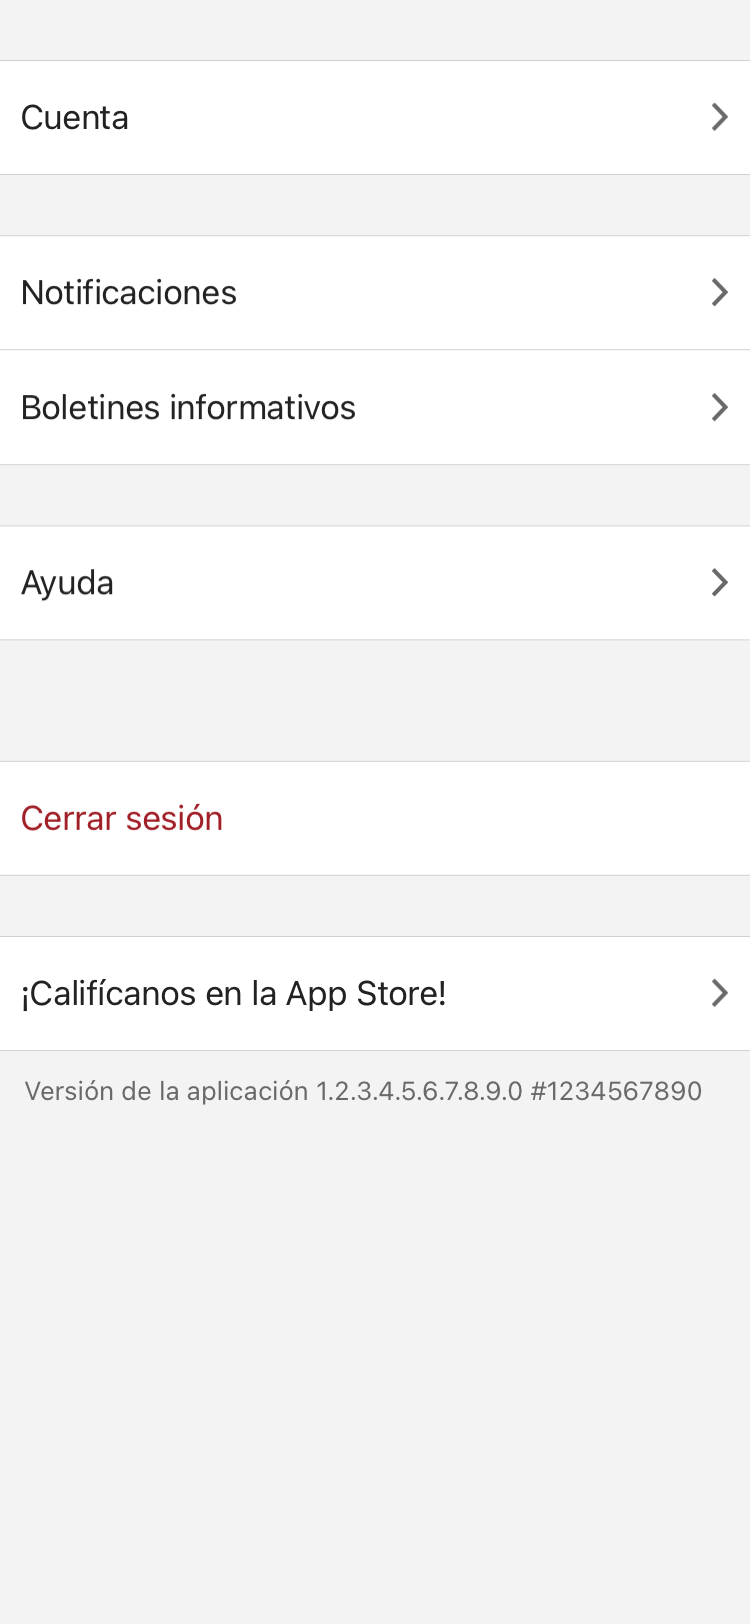 Cuenta
Notificaciones
Boletines informativos
Ayuda
Cerrar sesión
¡Califícanos en la App Store!
Versión de la aplicación 1.2.3.4.5.6.7.8.9.0 #1234567890